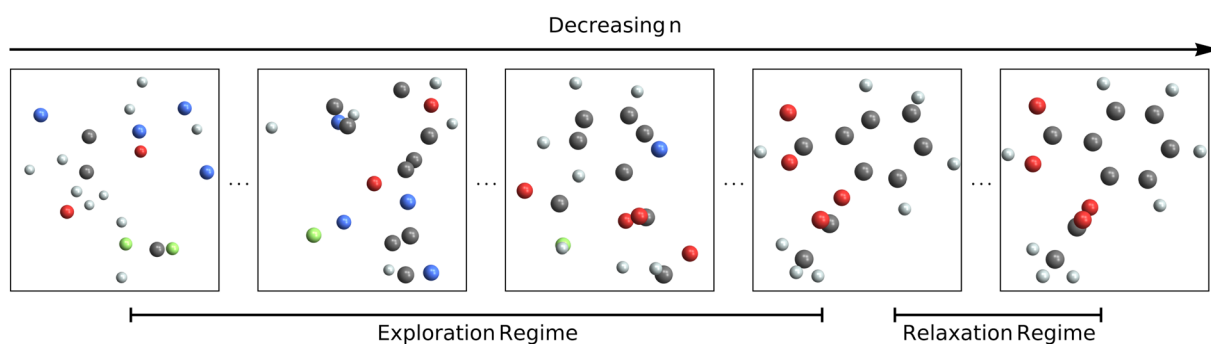 Decreasing n
... ... ... ...
Exploration Regime
Relaxation Regime